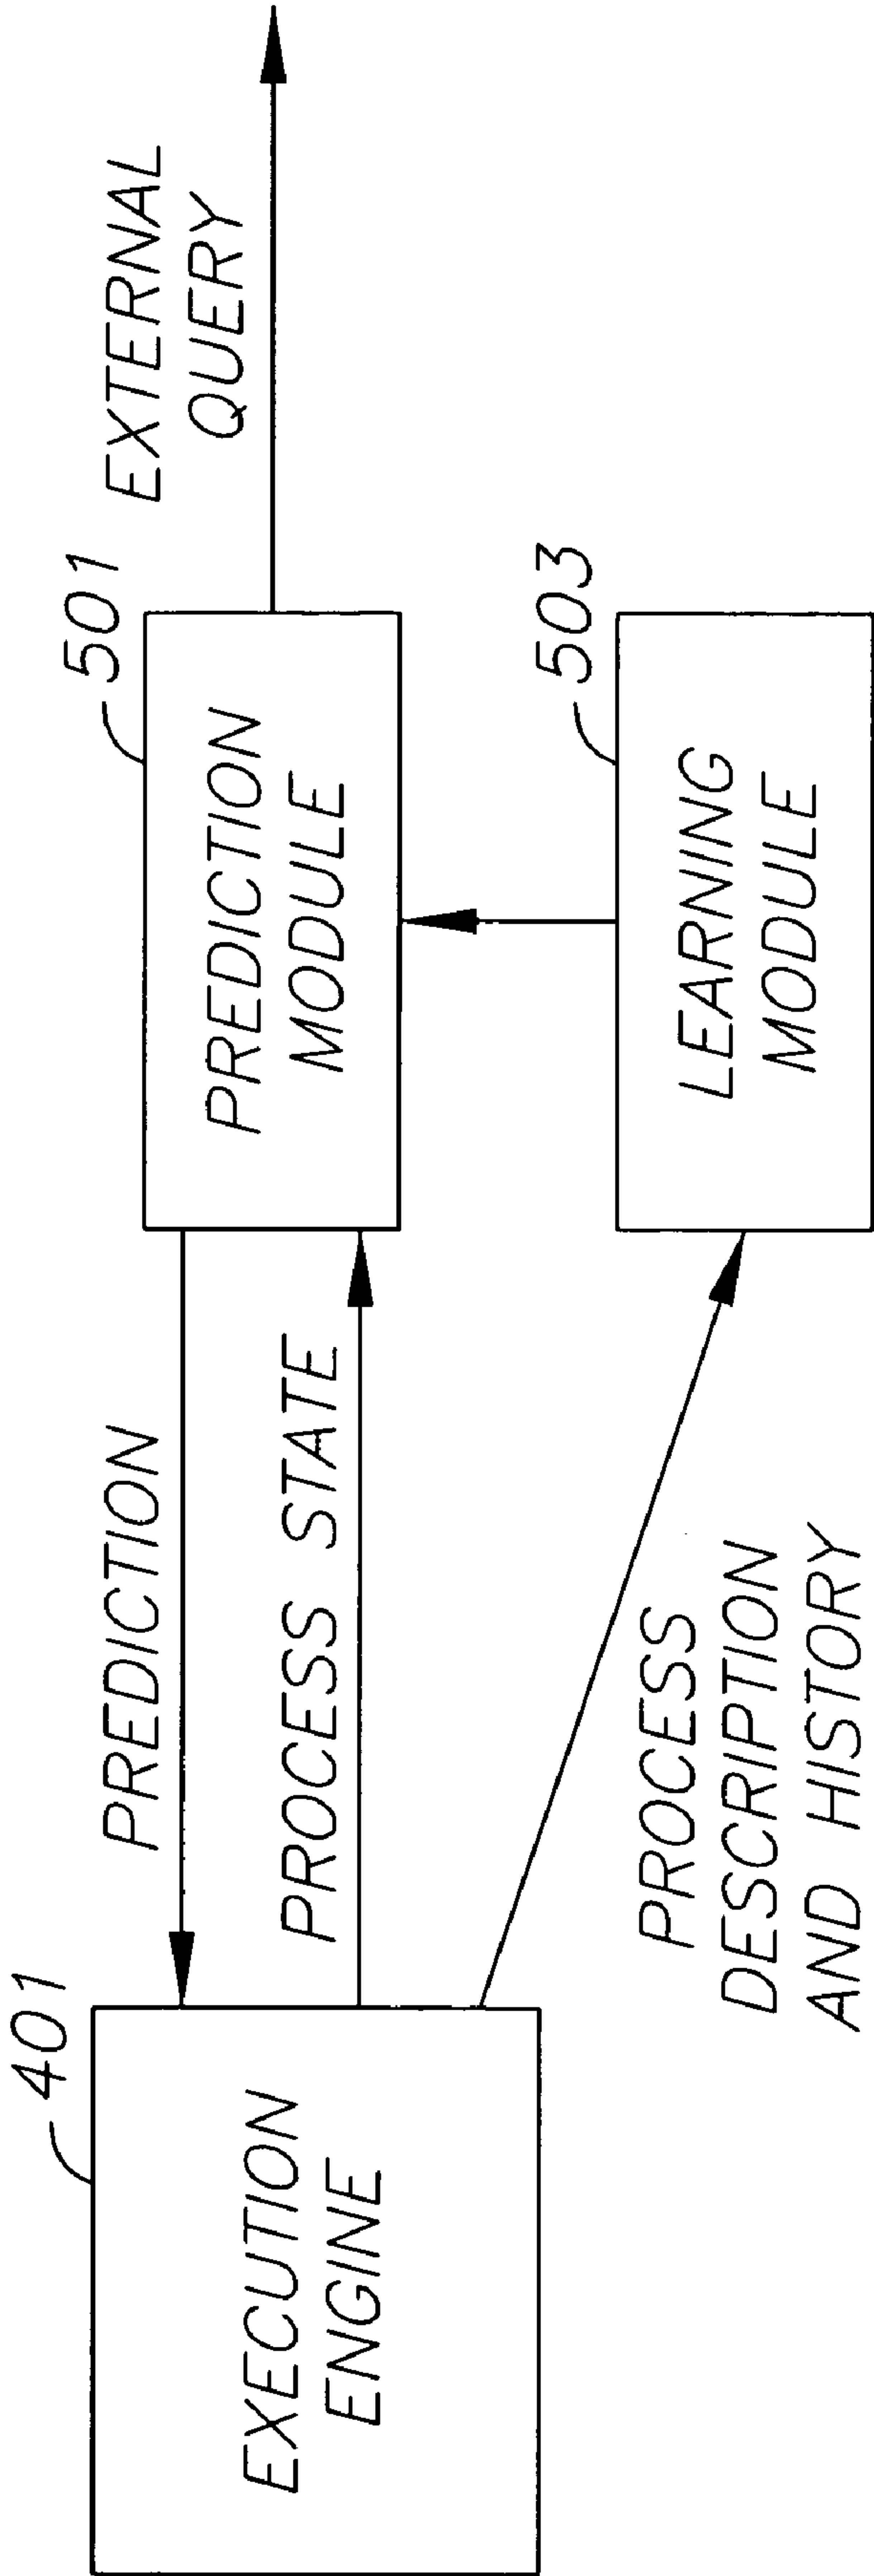 401
EXECUTION
ENGINE
PREDICTION
PROCESS STATE
PROCESS
DESCRIPTION
AND HISTORY
501
PREDICTION
MODULE
EXTERNAL
QUERY
503
LEARNING
MODULE